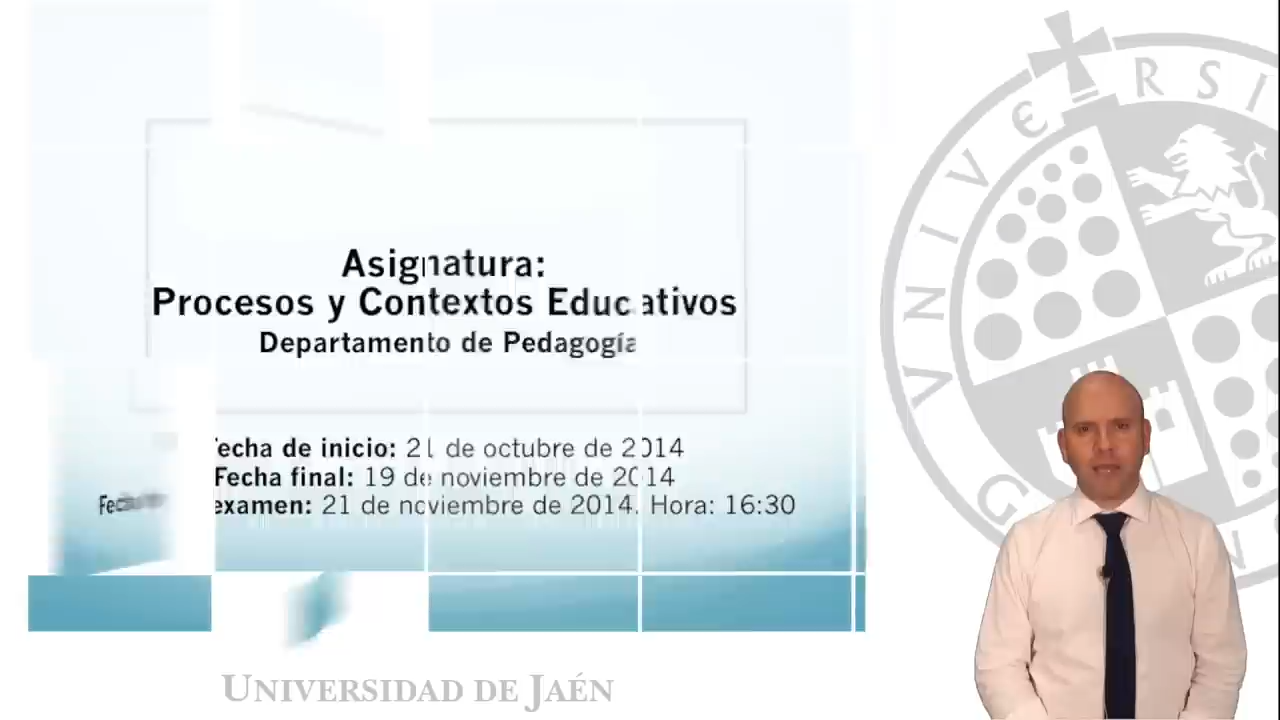 Asignatura:
Procesos y Contextos Educativos
Departamento de Pedagogía
Fecha de inicio: 21 de octubre de 2014
Fecha final: 19 de noviembre de 2014
examen: 21 de noviembre de 2014. Hora: 16:30
UNIVERSIDAD DE JAÉN
VNIVERSI